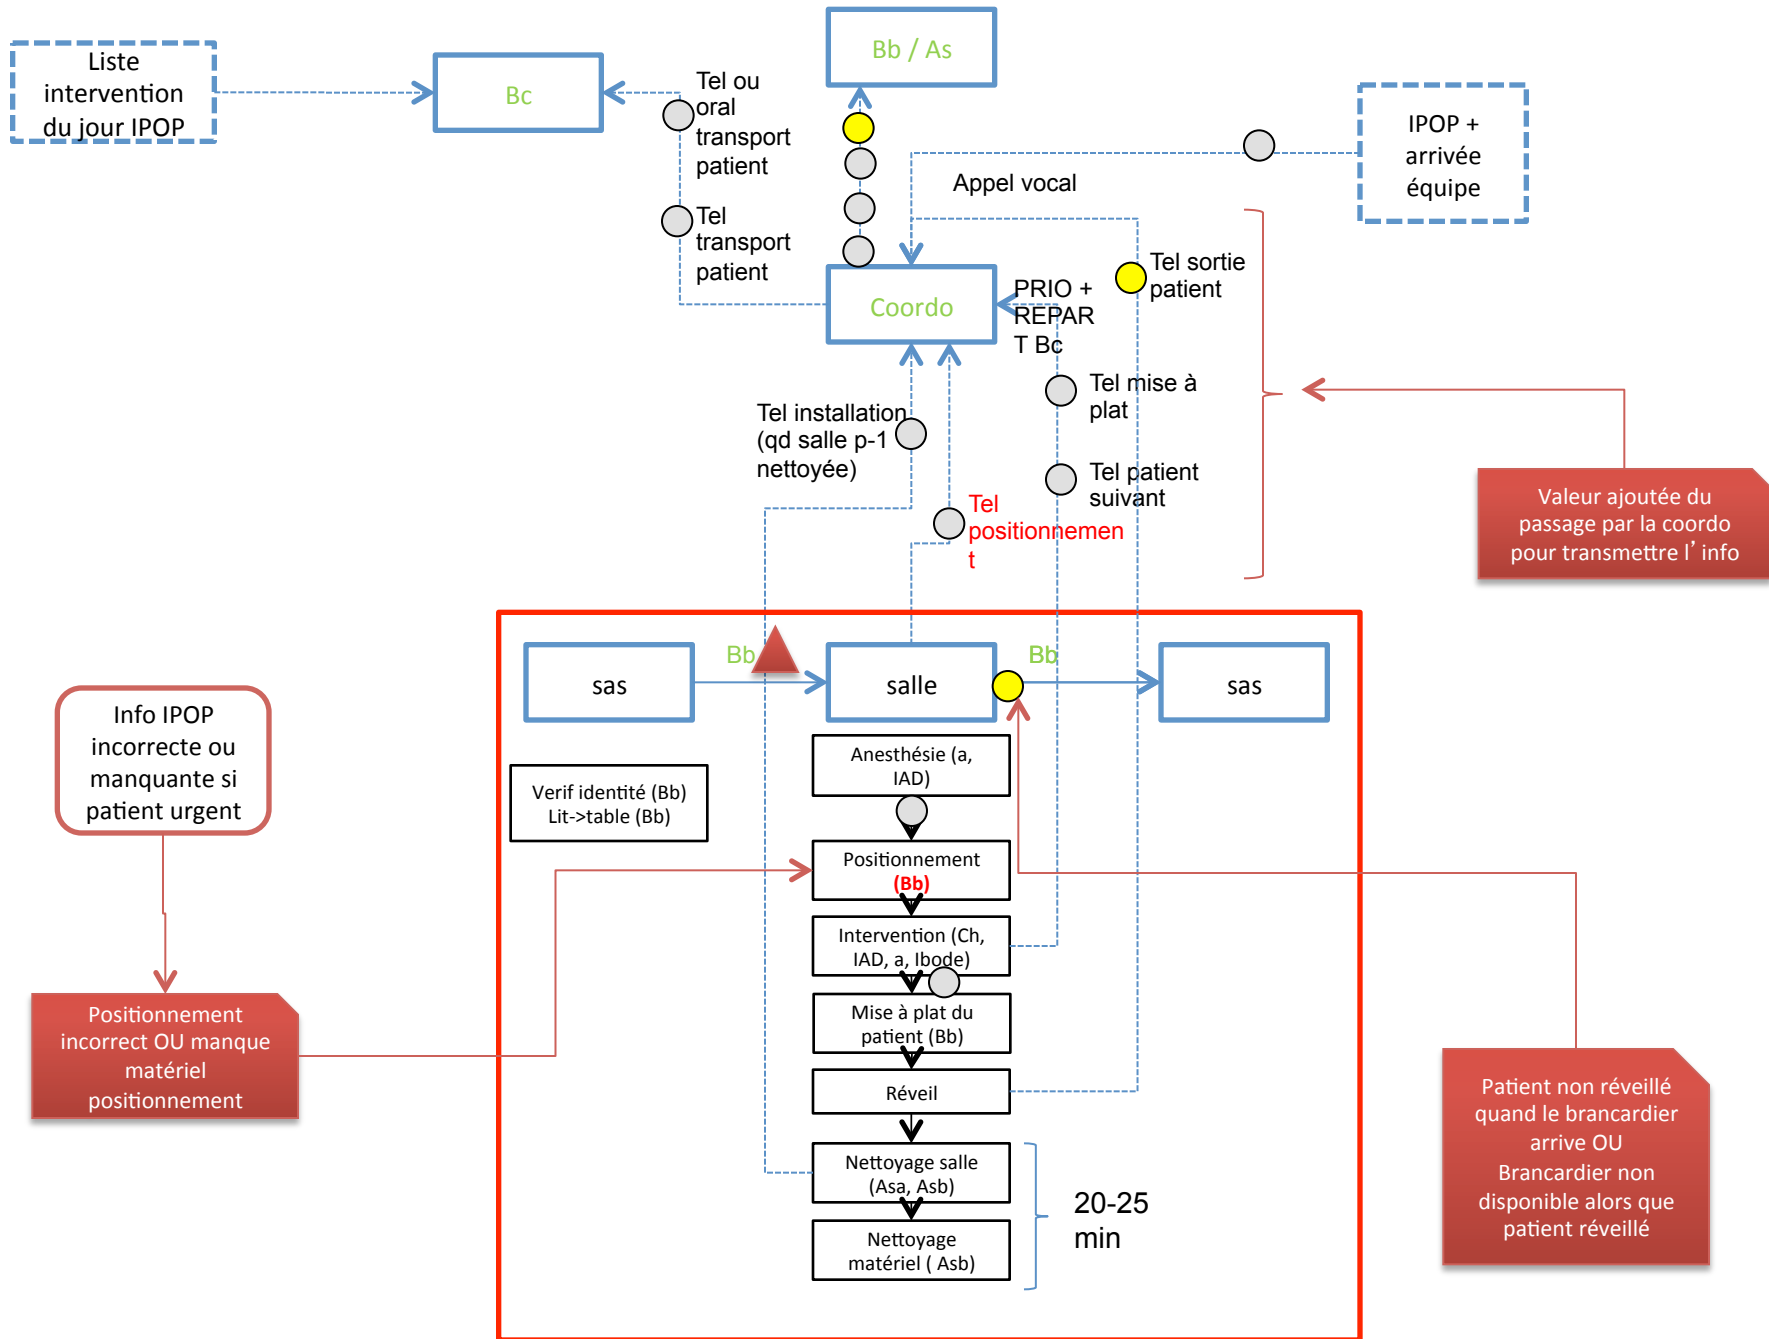 Liste
intervention
du jour IPOP
Bc
Tel ou
oral
transport
patient
Tel
transport
patient
Bb / As
Appel vocal
IPOP +
arrivée
équipe
Coordo
PRIO +
REPAR
T Bc
Tel sortie
patient
Tel mise à
plat
Tel patient
suivant
Tel installation
(qd salle p-1
nettoyée)
Tel
positionnemen
t
Valeur ajoutée du
passage par la coordo
pour transmettre l’ info
sas
Bb
salle
Bb
sas
Info IPOP
incorrecte ou
manquante si
patient urgent
Verif identité (Bb)
Lit->table (Bb)
Anesthésie (a,
IAD)
Positionnement
(Bb)
Intervention (Ch,
IAD, a, Ibode)
Mise à plat du
patient (Bb)
Réveil
Nettoyage salle
(Asa, Asb)
Nettoyage
matériel ( Asb)
20-25
min
Positionnement
incorrect OU manque
matériel
positionnement
Patient non réveillé
quand le brancardier
arrive OU
Brancardier non
disponible alors que
patient réveillé